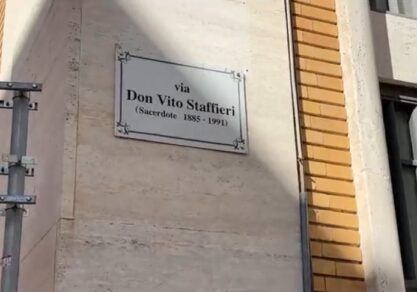 via
Don Vito Staffieri
(Sacerdote 1885 - 1991)